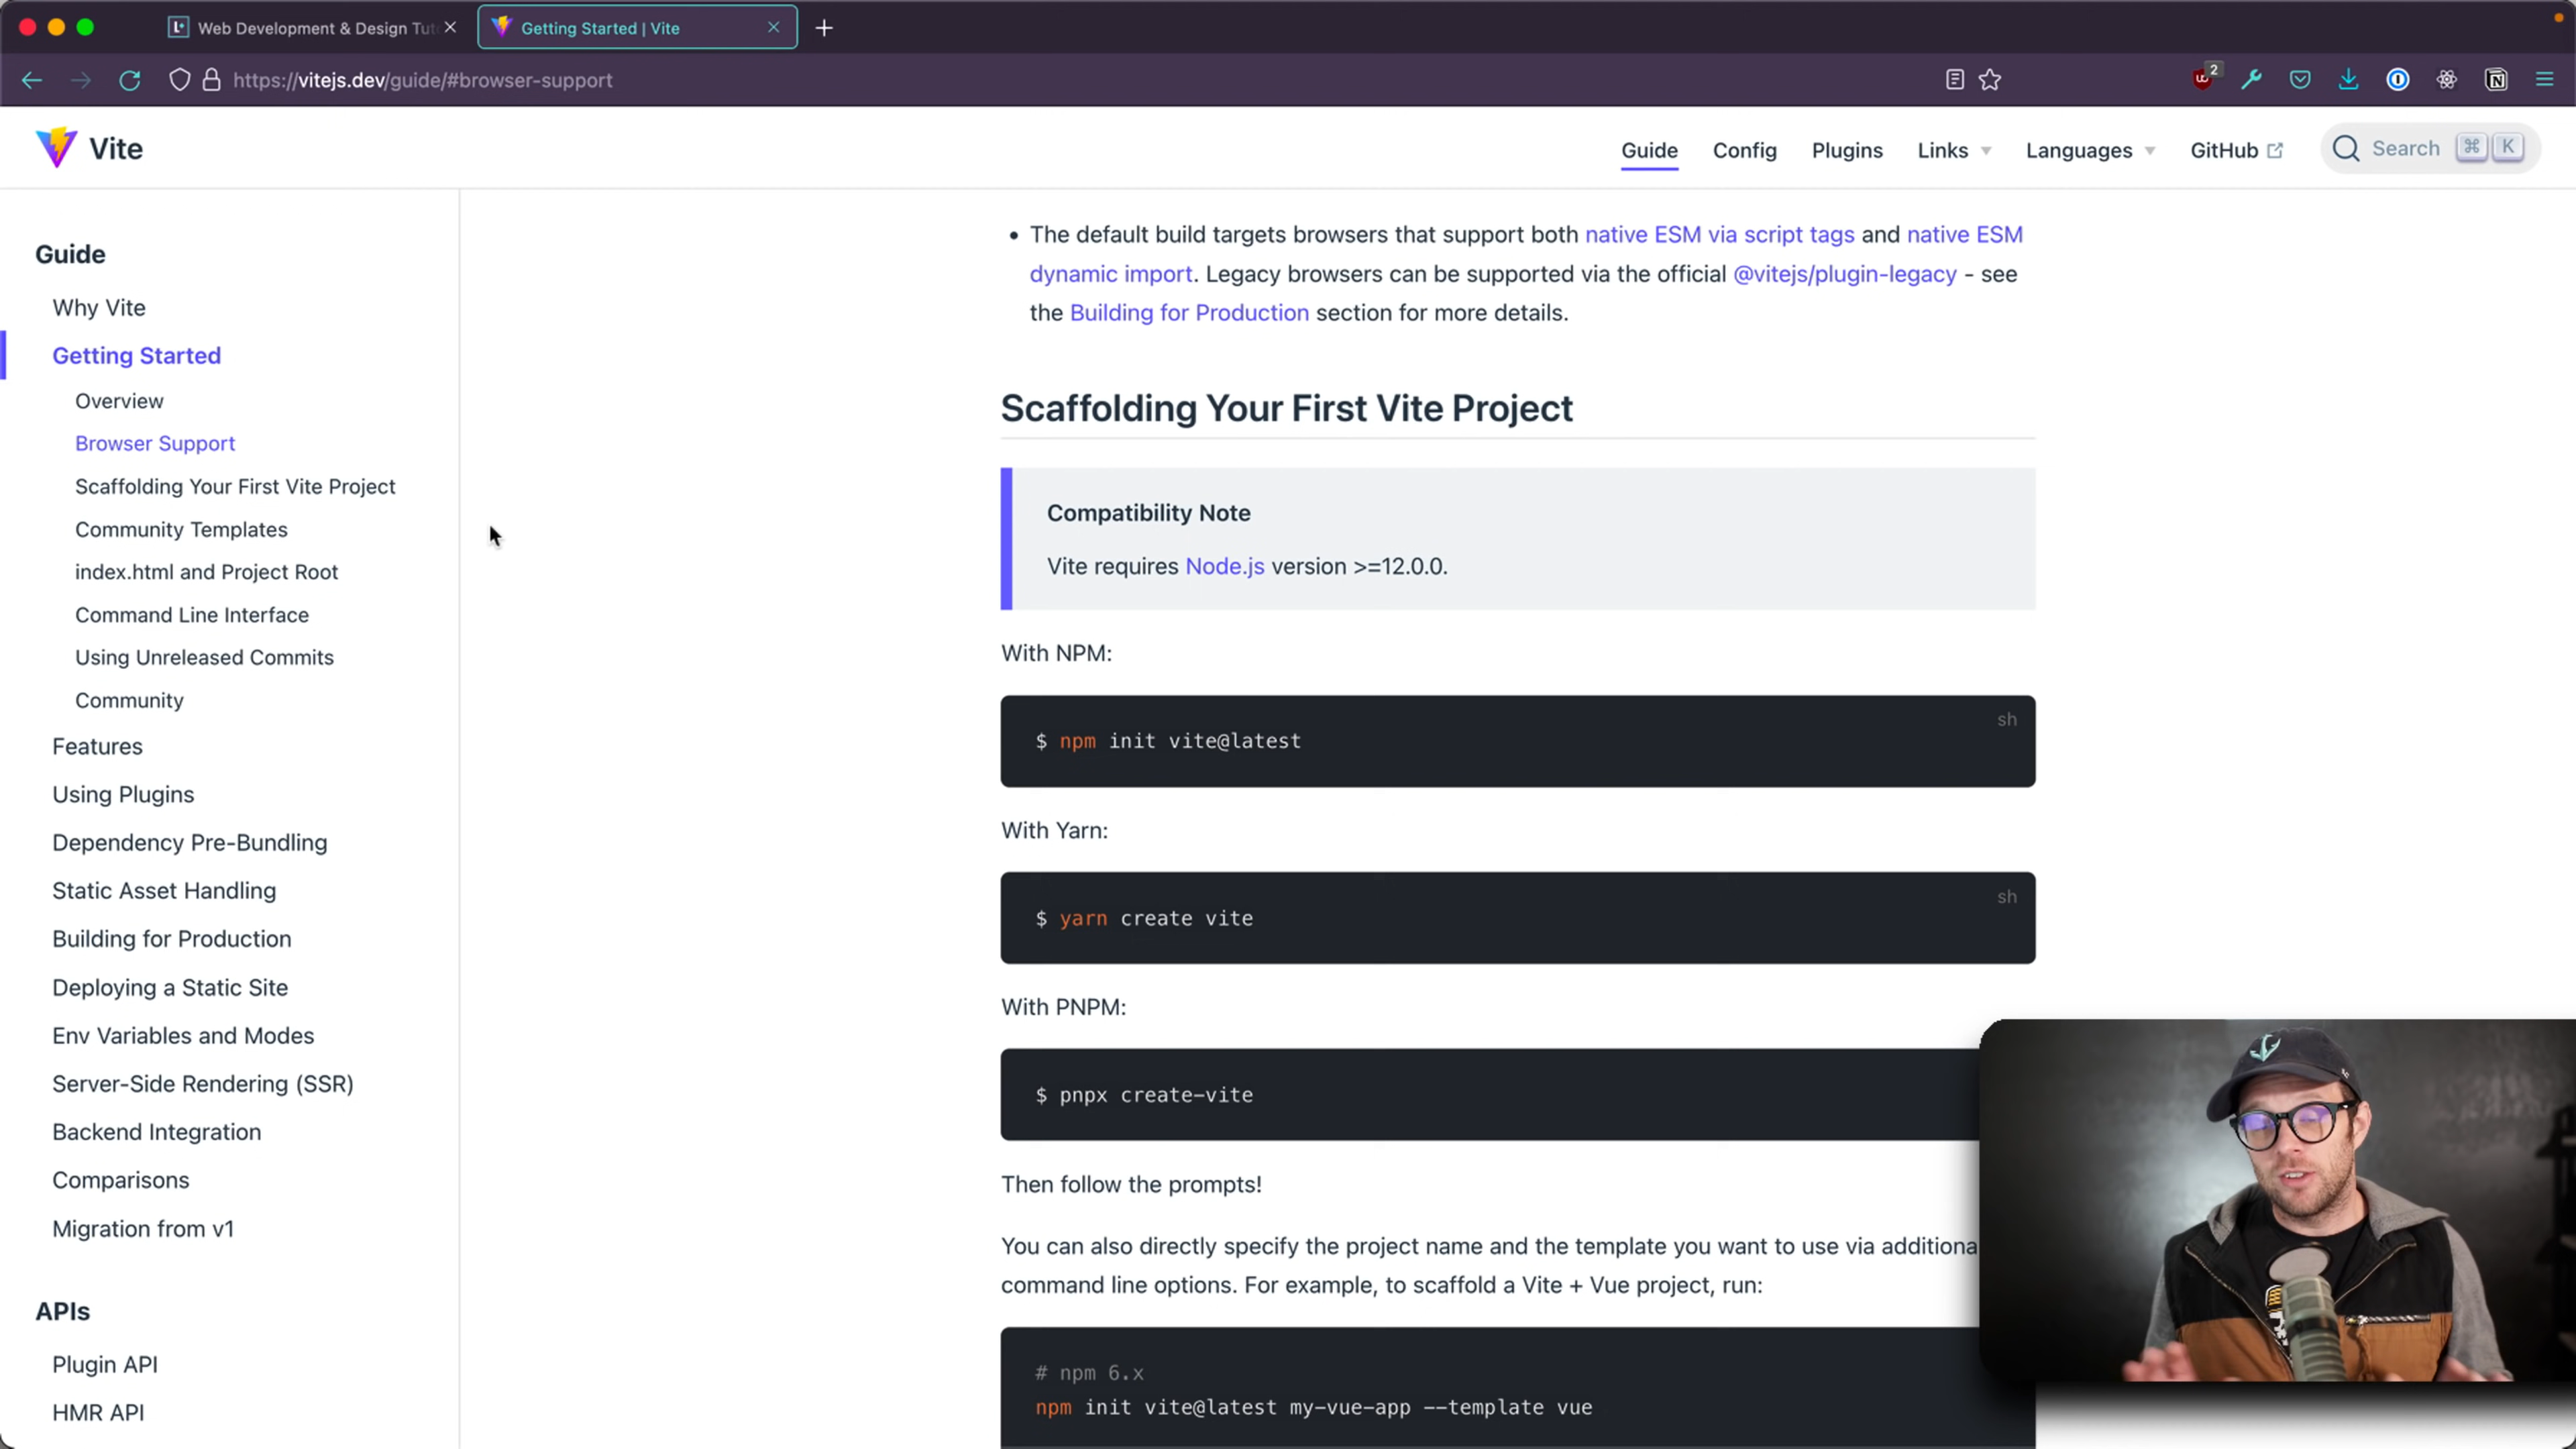 Web Development & Design Tut
Getting Started | Vite
https://vitejs.dev/guide/#browser-support
2
Vite
Guide
Config
Plugins
Links
Languages
GitHub
Search
⌘
K
Guide
Why Vite
Getting Started
Overview
Browser Support
Scaffolding Your First Vite Project
Community Templates
index.html and Project Root
Command Line Interface
Using Unreleased Commits
Community
Features
Using Plugins
Dependency Pre-Bundling
Static Asset Handling
Building for Production
Deploying a Static Site
Env Variables and Modes
Server-Side Rendering (SSR)
Backend Integration
Comparisons
Migration from v1
APIs
Plugin API
HMR API
• The default build targets browsers that support both native ESM via script tags and native ESM
dynamic import. Legacy browsers can be supported via the official @vitejs/plugin-legacy - see
the Building for Production section for more details.
Scaffolding Your First Vite Project
Compatibility Note
Vite requires Node.js version >=12.0.0.
With NPM:
sh
$ npm init vite@latest
With Yarn:
sh
$ yarn create vite
With PNPM:
$ pnpx create-vite
Then follow the prompts!
You can also directly specify the project name and the template you want to use via additiona
command line options. For example, to scaffold a Vite + Vue project, run:
# npm 6.x
npm init vite@latest my-vue-app --template vue